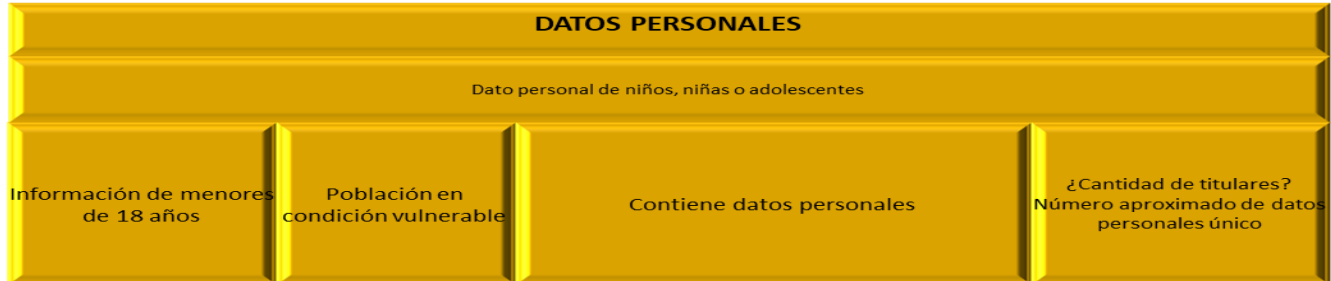 DATOS PERSONALES
Dato personal de niños, niñas o adolescentes
Información de menores
de 18 años
Población en
condición vulnerable
Contiene datos personales
¿Cantidad de titulares?
Número aproximado de datos
personales único